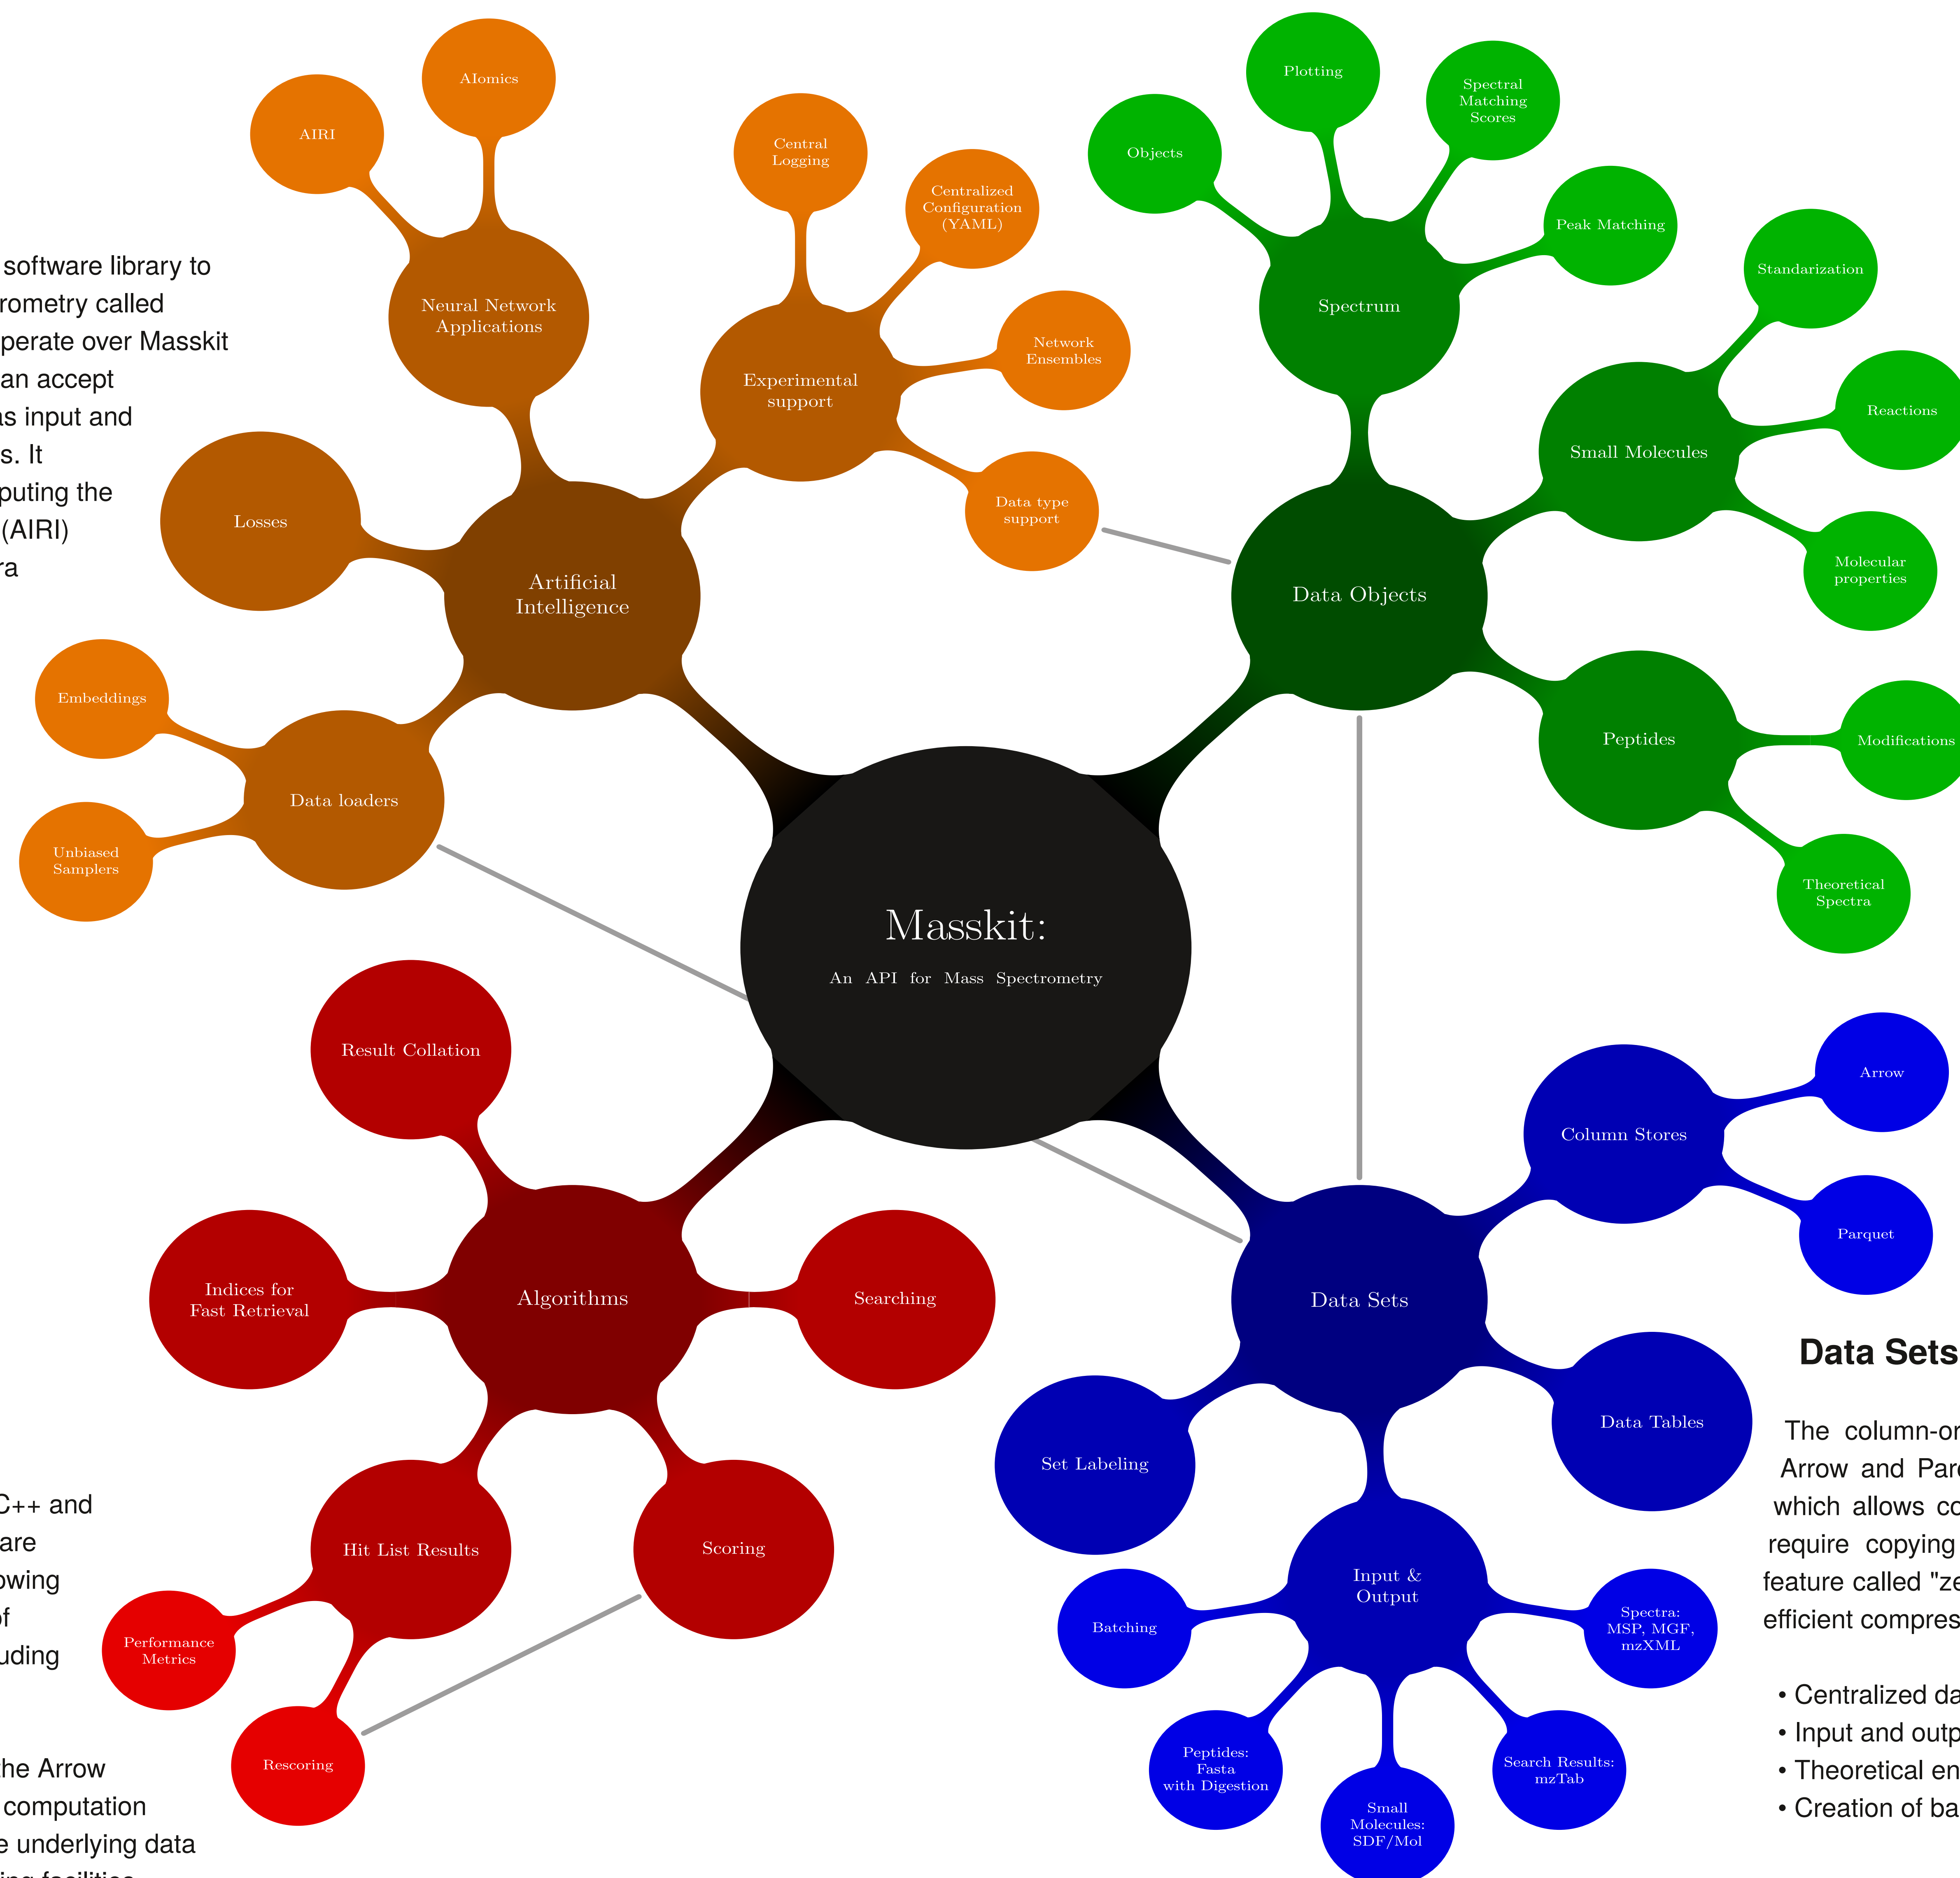 AIomics
AIRI
Central
Logging
Centralized
Configuration
(YAML)
Neural Network
Applications
Experimental
support
Network
Ensembles
Data type
support
Losses
Artificial
Intelligence
Embeddings
Data loaders
Unbiased
Samplers
Plotting
Spectral
Matching
Scores
Objects
Peak Matching
Spectrum
Standarization
Reactions
Small Molecules
Molecular
properties
Data Objects
Peptides
Modifications
Theoretical
Spectra
Masskit:
An API for Mass Spectrometry
Result Collation
Indices for
Fast Retrieval
Algorithms
Searching
Hit List Results
Scoring
Performance
Metrics
Rescoring
Column Stores
Arrow
Parquet
Data Sets
Data Tables
Set Labeling
Input &
Output
Batching
Spectra:
MSP, MGF,
mzXML
Peptides:
Fasta
with Digestion
Small
Molecules:
SDF/Mol
Search Results:
mzTab
software library to
rometry called
perate over Masskit
an accept
as input and
s. It
puting the
(AIRI)
ra
C++ and
are
owing
of
uding
the Arrow
computation
e underlying data
ing facilities
Data Sets
The column-or
Arrow and Par
which allows co
require copying
feature called "ze
efficient compres
• Centralized da
• Input and outp
• Theoretical en
• Creation of ba